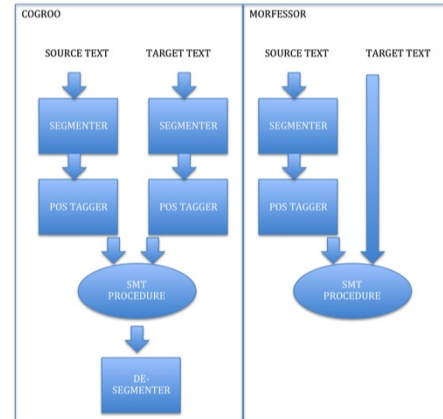 COGROO
SOURCE TEXT
TARGET TEXT
SEGMENTER
SEGMENTER
POS TAGGER
POS TAGGER
SMT
PROCEDURE
DE-
SEGMENTER
MORFESSOR
SOURCE TEXT
TARGET TEXT
SEGMENTER
POS TAGGER
SMT
PROCEDURE